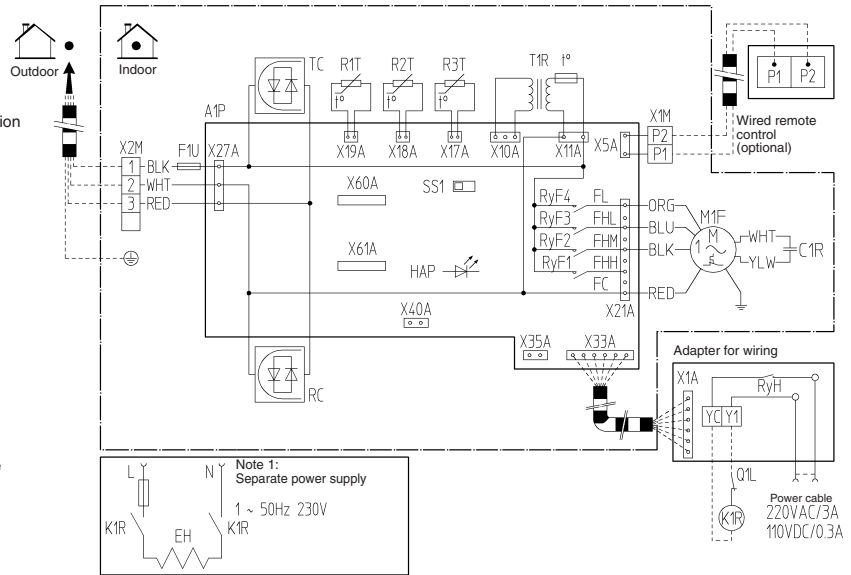 Outdoor
Indoor
tion
TC
R1T
R2T
R3T
T1R
t°
t°
t°
t°
A1P
X2M
F1U
X27A
X19A
X18A
X17A
X10A
X11A
X5A
X1M
P2
P1
P1
P2
Wired remote
control
(optional)
1
BLK
2
WHT
3
RED
X60A
SS1
X61A
HAP
X40A
RyF4
FL
ORG
RyF3
FHL
BLU
RyF2
FHM
BLK
RyF1
FHH
FC
RED
X21A
M1F
M
1
WHT
YLW
C1R
X35A
X33A
RC
Adapter for wiring
X1A
RyH
YC
Y1
Q1L
K1R
Power cable
220VAC/3A
110VDC/0.3A
e
Note 1:
Separate power supply
L
N
1 ~ 50Hz 230V
K1R
EH
K1R